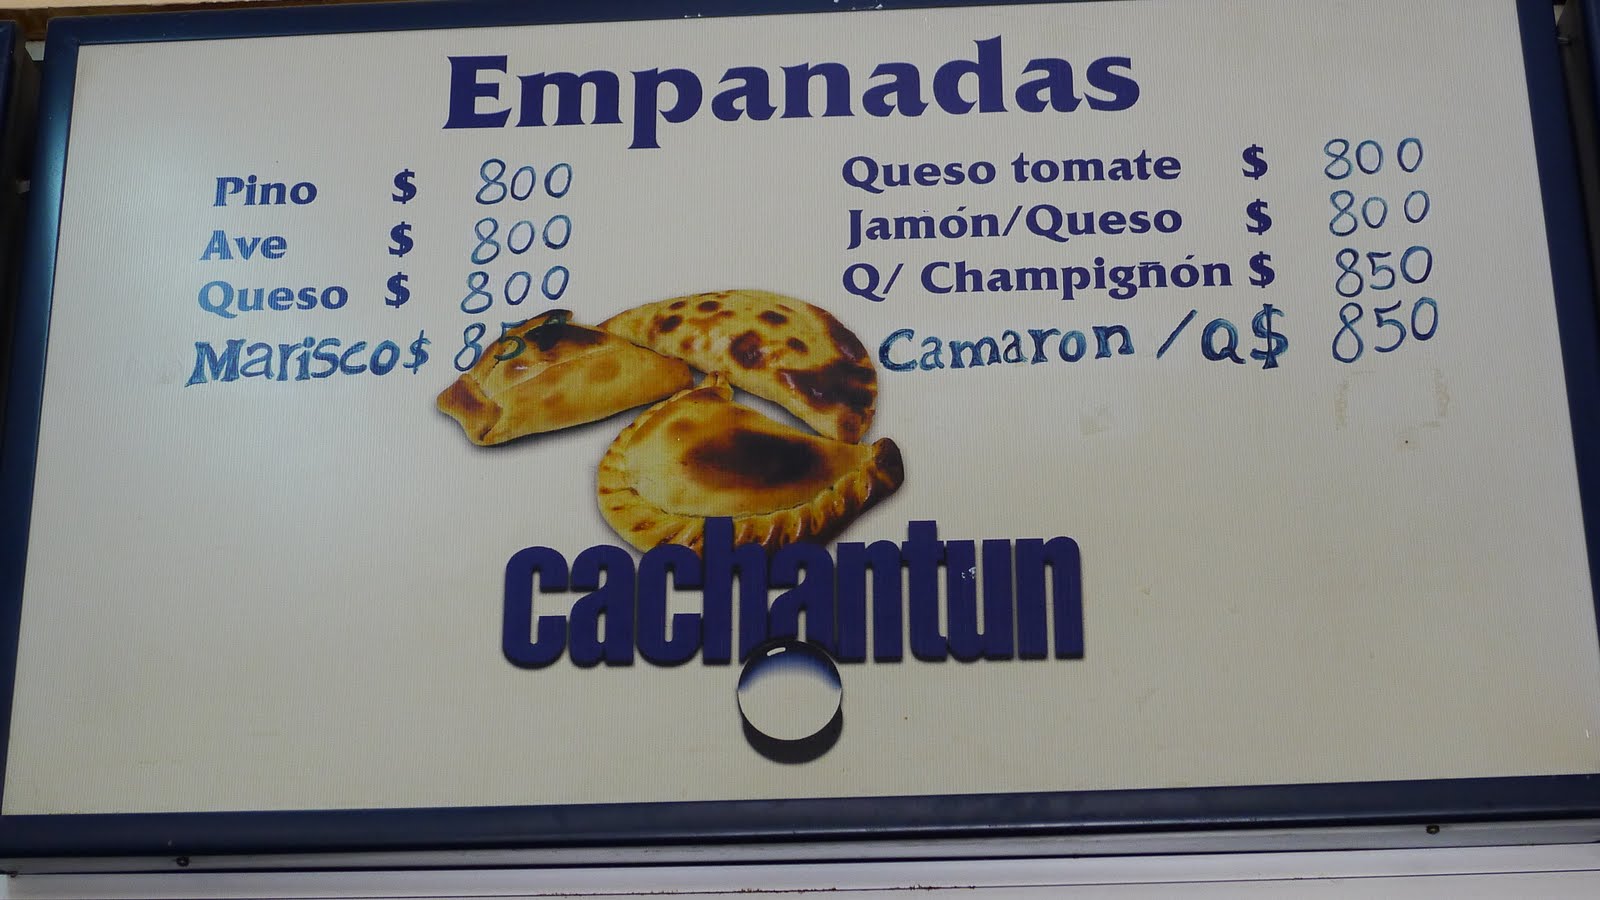 Empanadas
Pino $ 800
Ave $ 800
Queso $ 800
Marisco $ 850
Queso tomate $ 800
Jamón/Queso $ 800
Q/ Champigñón $ 850
Camaron / Q $ 850
cachantun